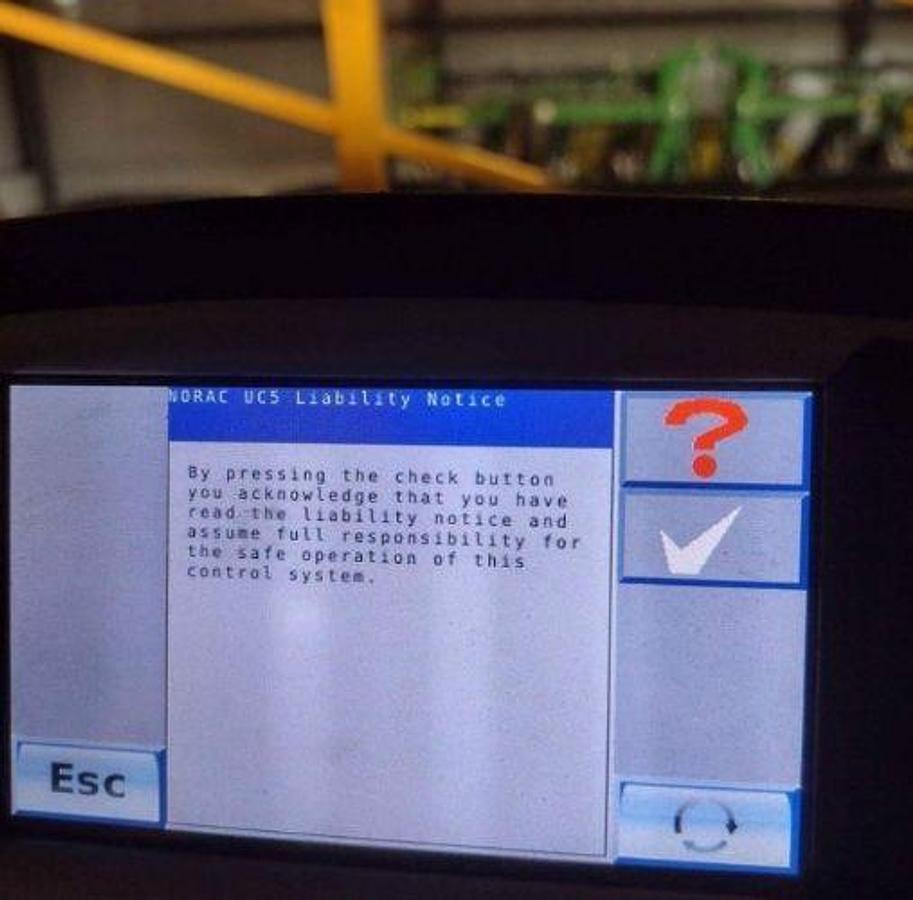 NORAC UC5 Liability Notice
By pressing the check button
you acknowledge that you have
read the liability notice and
assume full responsibility for
the safe operation of this
control system.
?
Esc